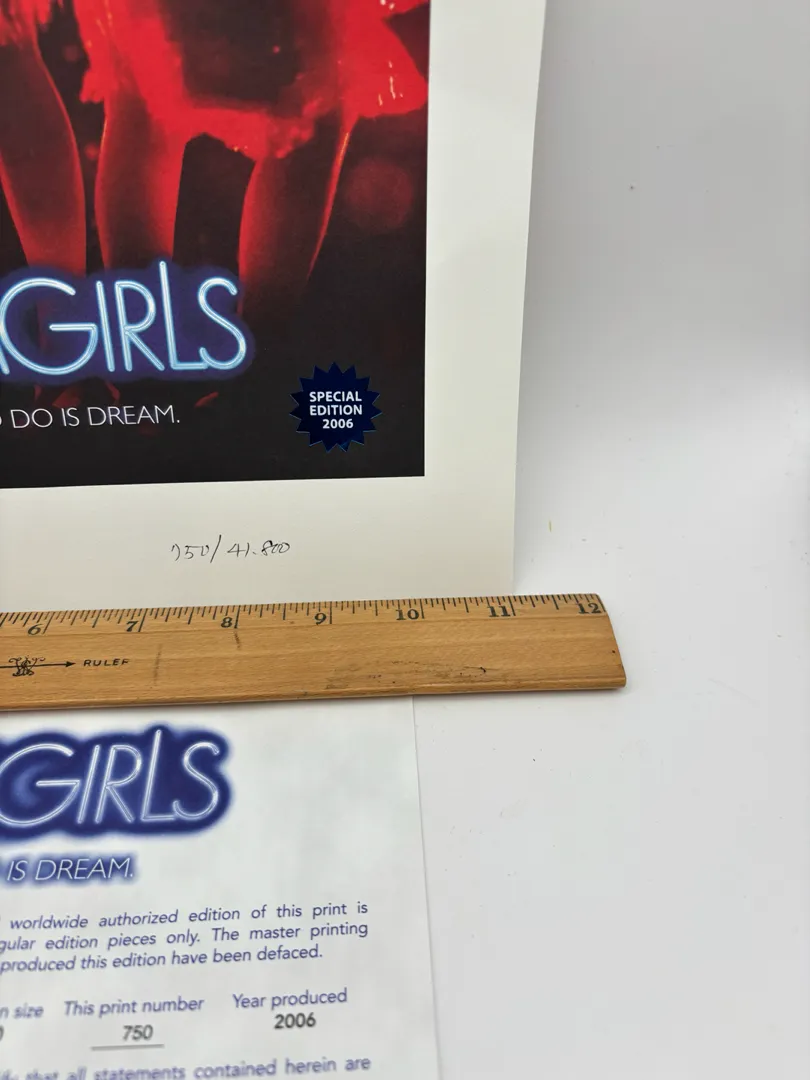 GIRLS
DO IS DREAM.
SPECIAL
EDITION
2006
750/41.800
6 7 8 9 10 11 12
RULER
GIRLS
IS DREAM.
worldwide authorized edition of this print is
gular edition pieces only. The master printing
produced this edition have been defaced.
n size This print number Year produced
750 2006
that all statements contained herein are